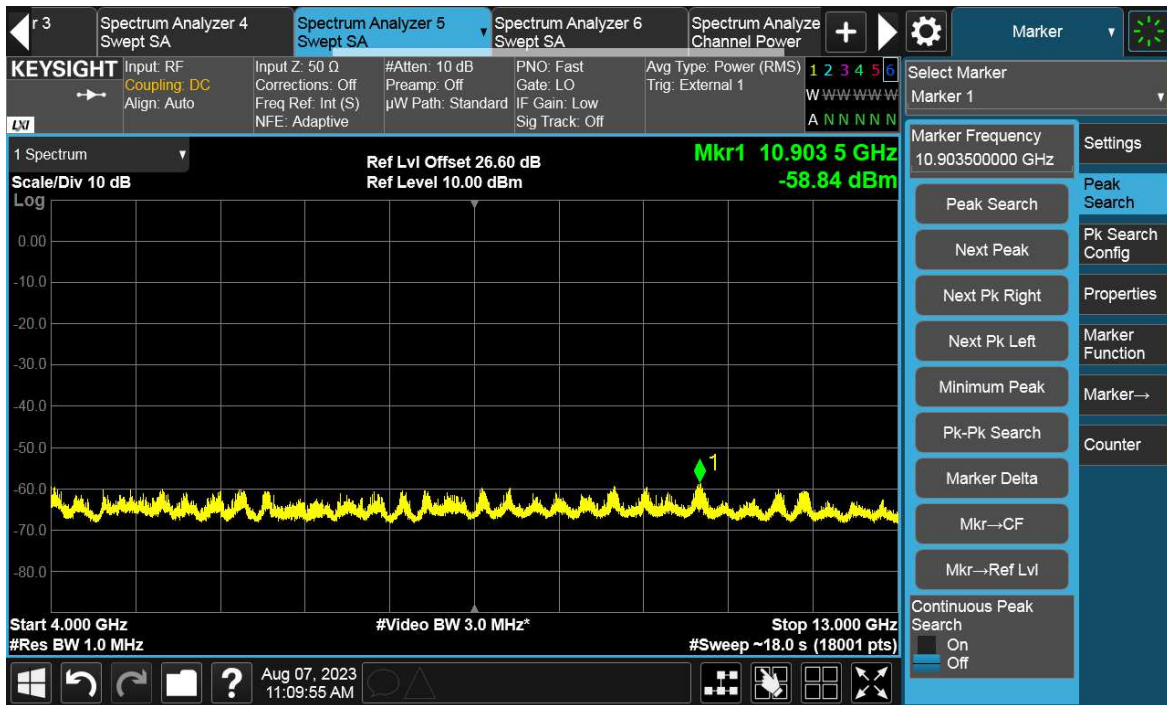 r 3
Spectrum Analyzer 4
Swept SA
Spectrum Analyzer 5
Swept SA
Spectrum Analyzer 6
Swept SA
Spectrum Analyze
Channel Power
+
Marker
KEYSIGHT
LXI
Input: RF
Coupling: DC
Align: Auto
Input Z: 50 Ω
Corrections: Off
Freq Ref: Int (S)
NFE: Adaptive
#Atten: 10 dB
Preamp: Off
µW Path: Standard
PNO: Fast
Gate: LO
IF Gain: Low
Sig Track: Off
Avg Type: Power (RMS)
Trig: External 1
1 2 3 4 5 6
W W W W W W
A N N N N N
Select Marker
Marker 1
1 Spectrum
Scale/Div 10 dB
Ref Lvl Offset 26.60 dB
Ref Level 10.00 dBm
Mkr1 10.903 5 GHz
-58.84 dBm
Log
0.00
-10.0
-20.0
-30.0
-40.0
-50.0
-60.0
-70.0
-80.0
1
Start 4.000 GHz
#Res BW 1.0 MHz
#Video BW 3.0 MHz*
Stop 13.000 GHz
#Sweep ~18.0 s (18001 pts)
Marker Frequency
10.903500000 GHz
Peak Search
Next Peak
Next Pk Right
Next Pk Left
Minimum Peak
Pk-Pk Search
Marker Delta
Mkr→CF
Mkr→Ref Lvl
Continuous Peak
Search
On
Off
Settings
Peak
Search
Pk Search
Config
Properties
Marker
Function
Marker→
Counter
?
Aug 07, 2023
11:09:55 AM